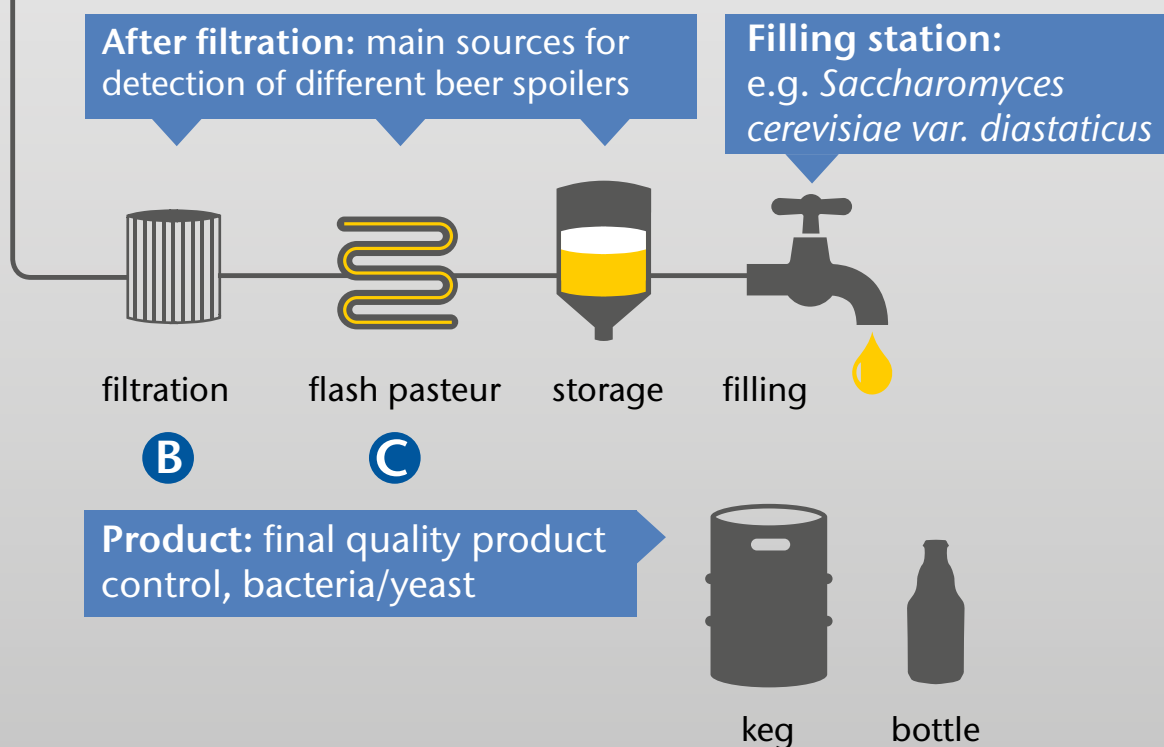 After filtration: main sources for
detection of different beer spoilers
Filling station:
e.g. Saccharomyces
cerevisiae var. diastaticus
filtration
flash pasteur
storage
filling
B
C
Product: final quality product
control, bacteria/yeast
keg
bottle